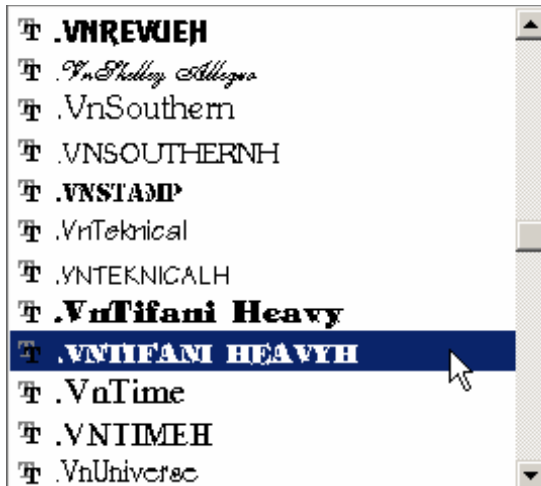 .VNREVUEH
.VnShelley Allegro
.VnSouthern
.VNSOUTHERNH
.VNSTAMP
.VnTeknical
.VNTEKNICALH
.VnTifani Heavy
.VNTIFANI HEAVYH
.VnTime
.VNTIMEH
.VnUniverse